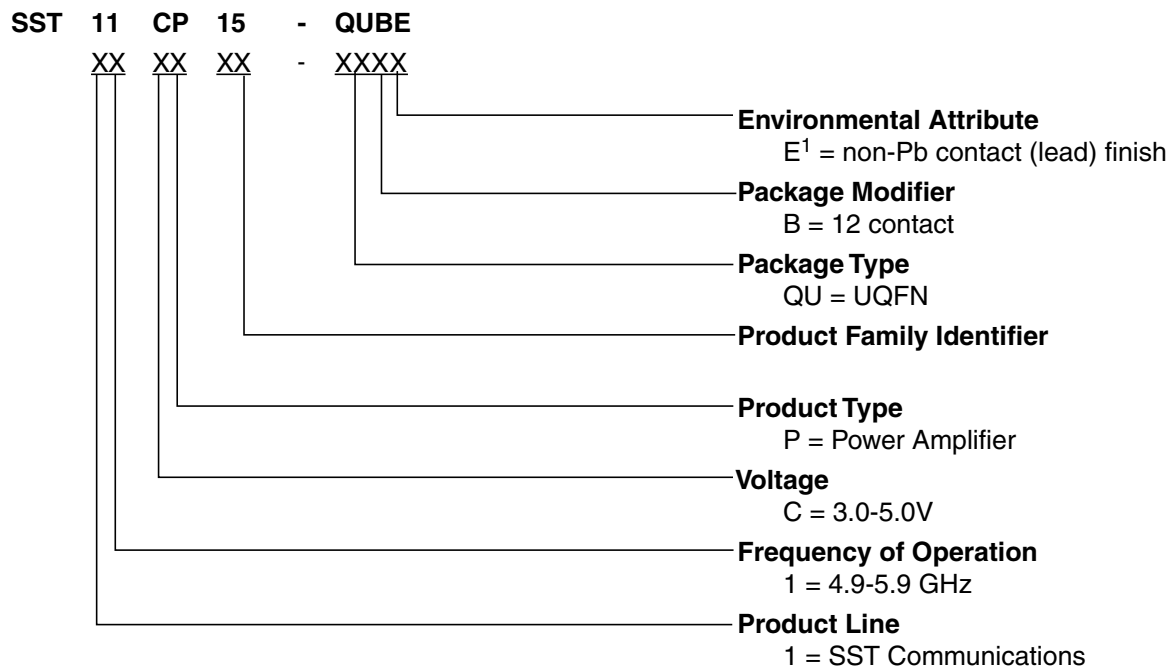 SST 11 CP 15 - QUBE
XX XX XX - XXXX
Environmental Attribute
E1 = non-Pb contact (lead) finish
Package Modifier
B = 12 contact
Package Type
QU = UQFN
Product Family Identifier
Product Type
P = Power Amplifier
Voltage
C = 3.0-5.0V
Frequency of Operation
1 = 4.9-5.9 GHz
Product Line
1 = SST Communications